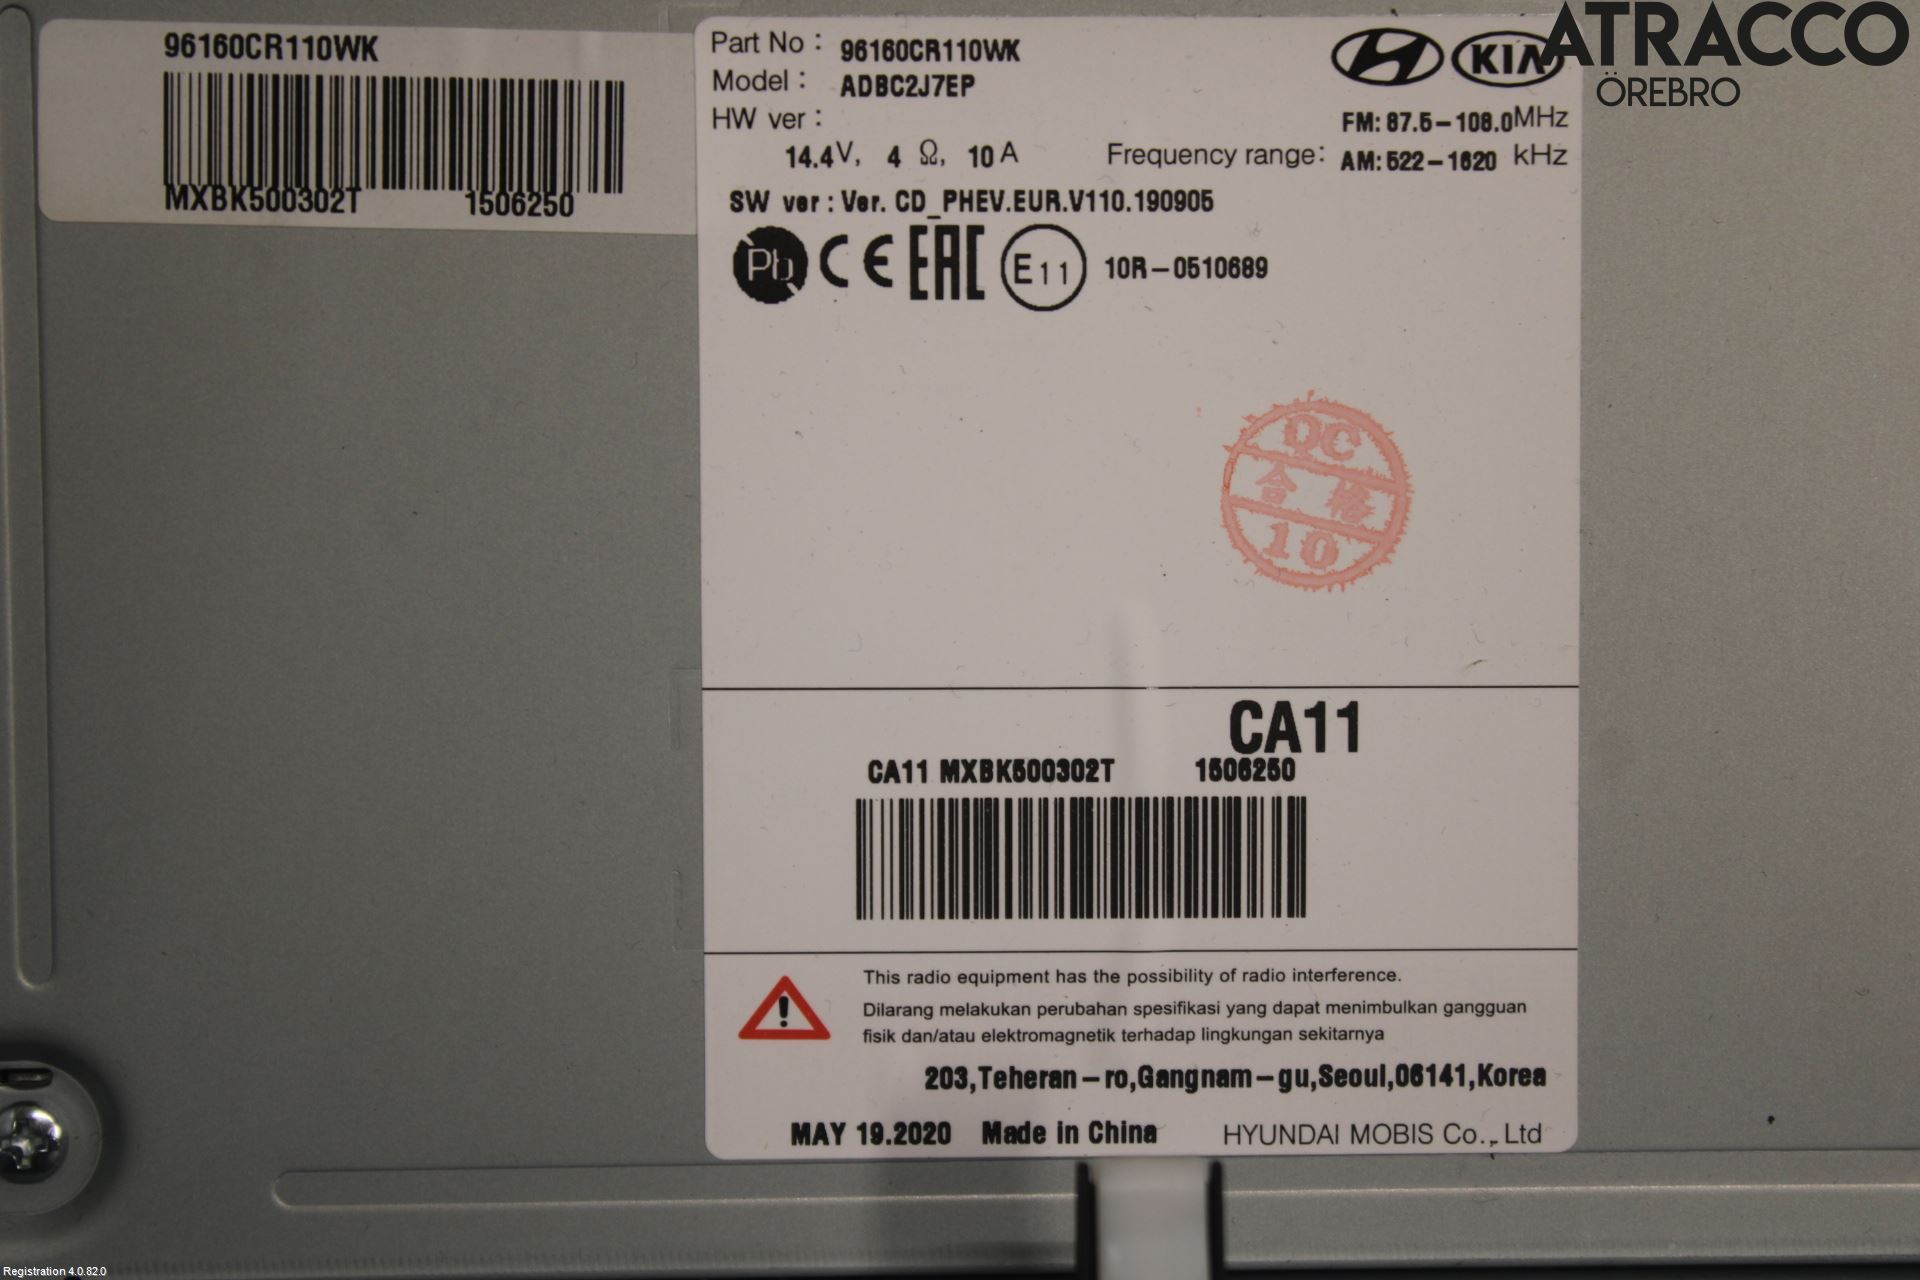 96160CR110WK
MXBK500302T 1506250
Part No : 96160CR110WK
Model : ADBC2J7EP
HW ver :
14.4V, 4 Ω, 10 A
KIA
FM: 87.5-108.0MHz
Frequency range: AM: 522-1620 kHz
SW ver : Ver. CD_PHEV.EUR.V110.190905
Pb CE EAC E11 10R-0510689
QC
合格
10
CA11
CA11 MXBK500302T 1506250
This radio equipment has the possibility of radio interference.
Dilarang melakukan perubahan spesifikasi yang dapat menimbulkan gangguan
fisik dan/atau elektromagnetik terhadap lingkungan sekitarnya
203,Teheran-ro,Gangnam-gu,Seoul,06141,Korea
MAY 19.2020 Made in China HYUNDAI MOBIS Co., Ltd
ATRACCO
ÖREBRO
Registration 4.0.82.0